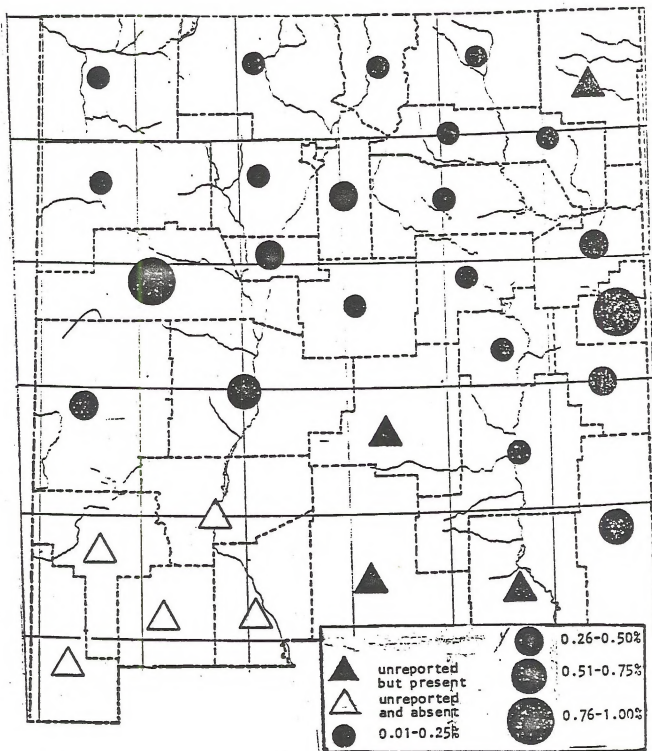 unreported
but present
unreported
and absent
0.01-0.25%
0.26-0.50%
0.51-0.75%
0.76-1.00%